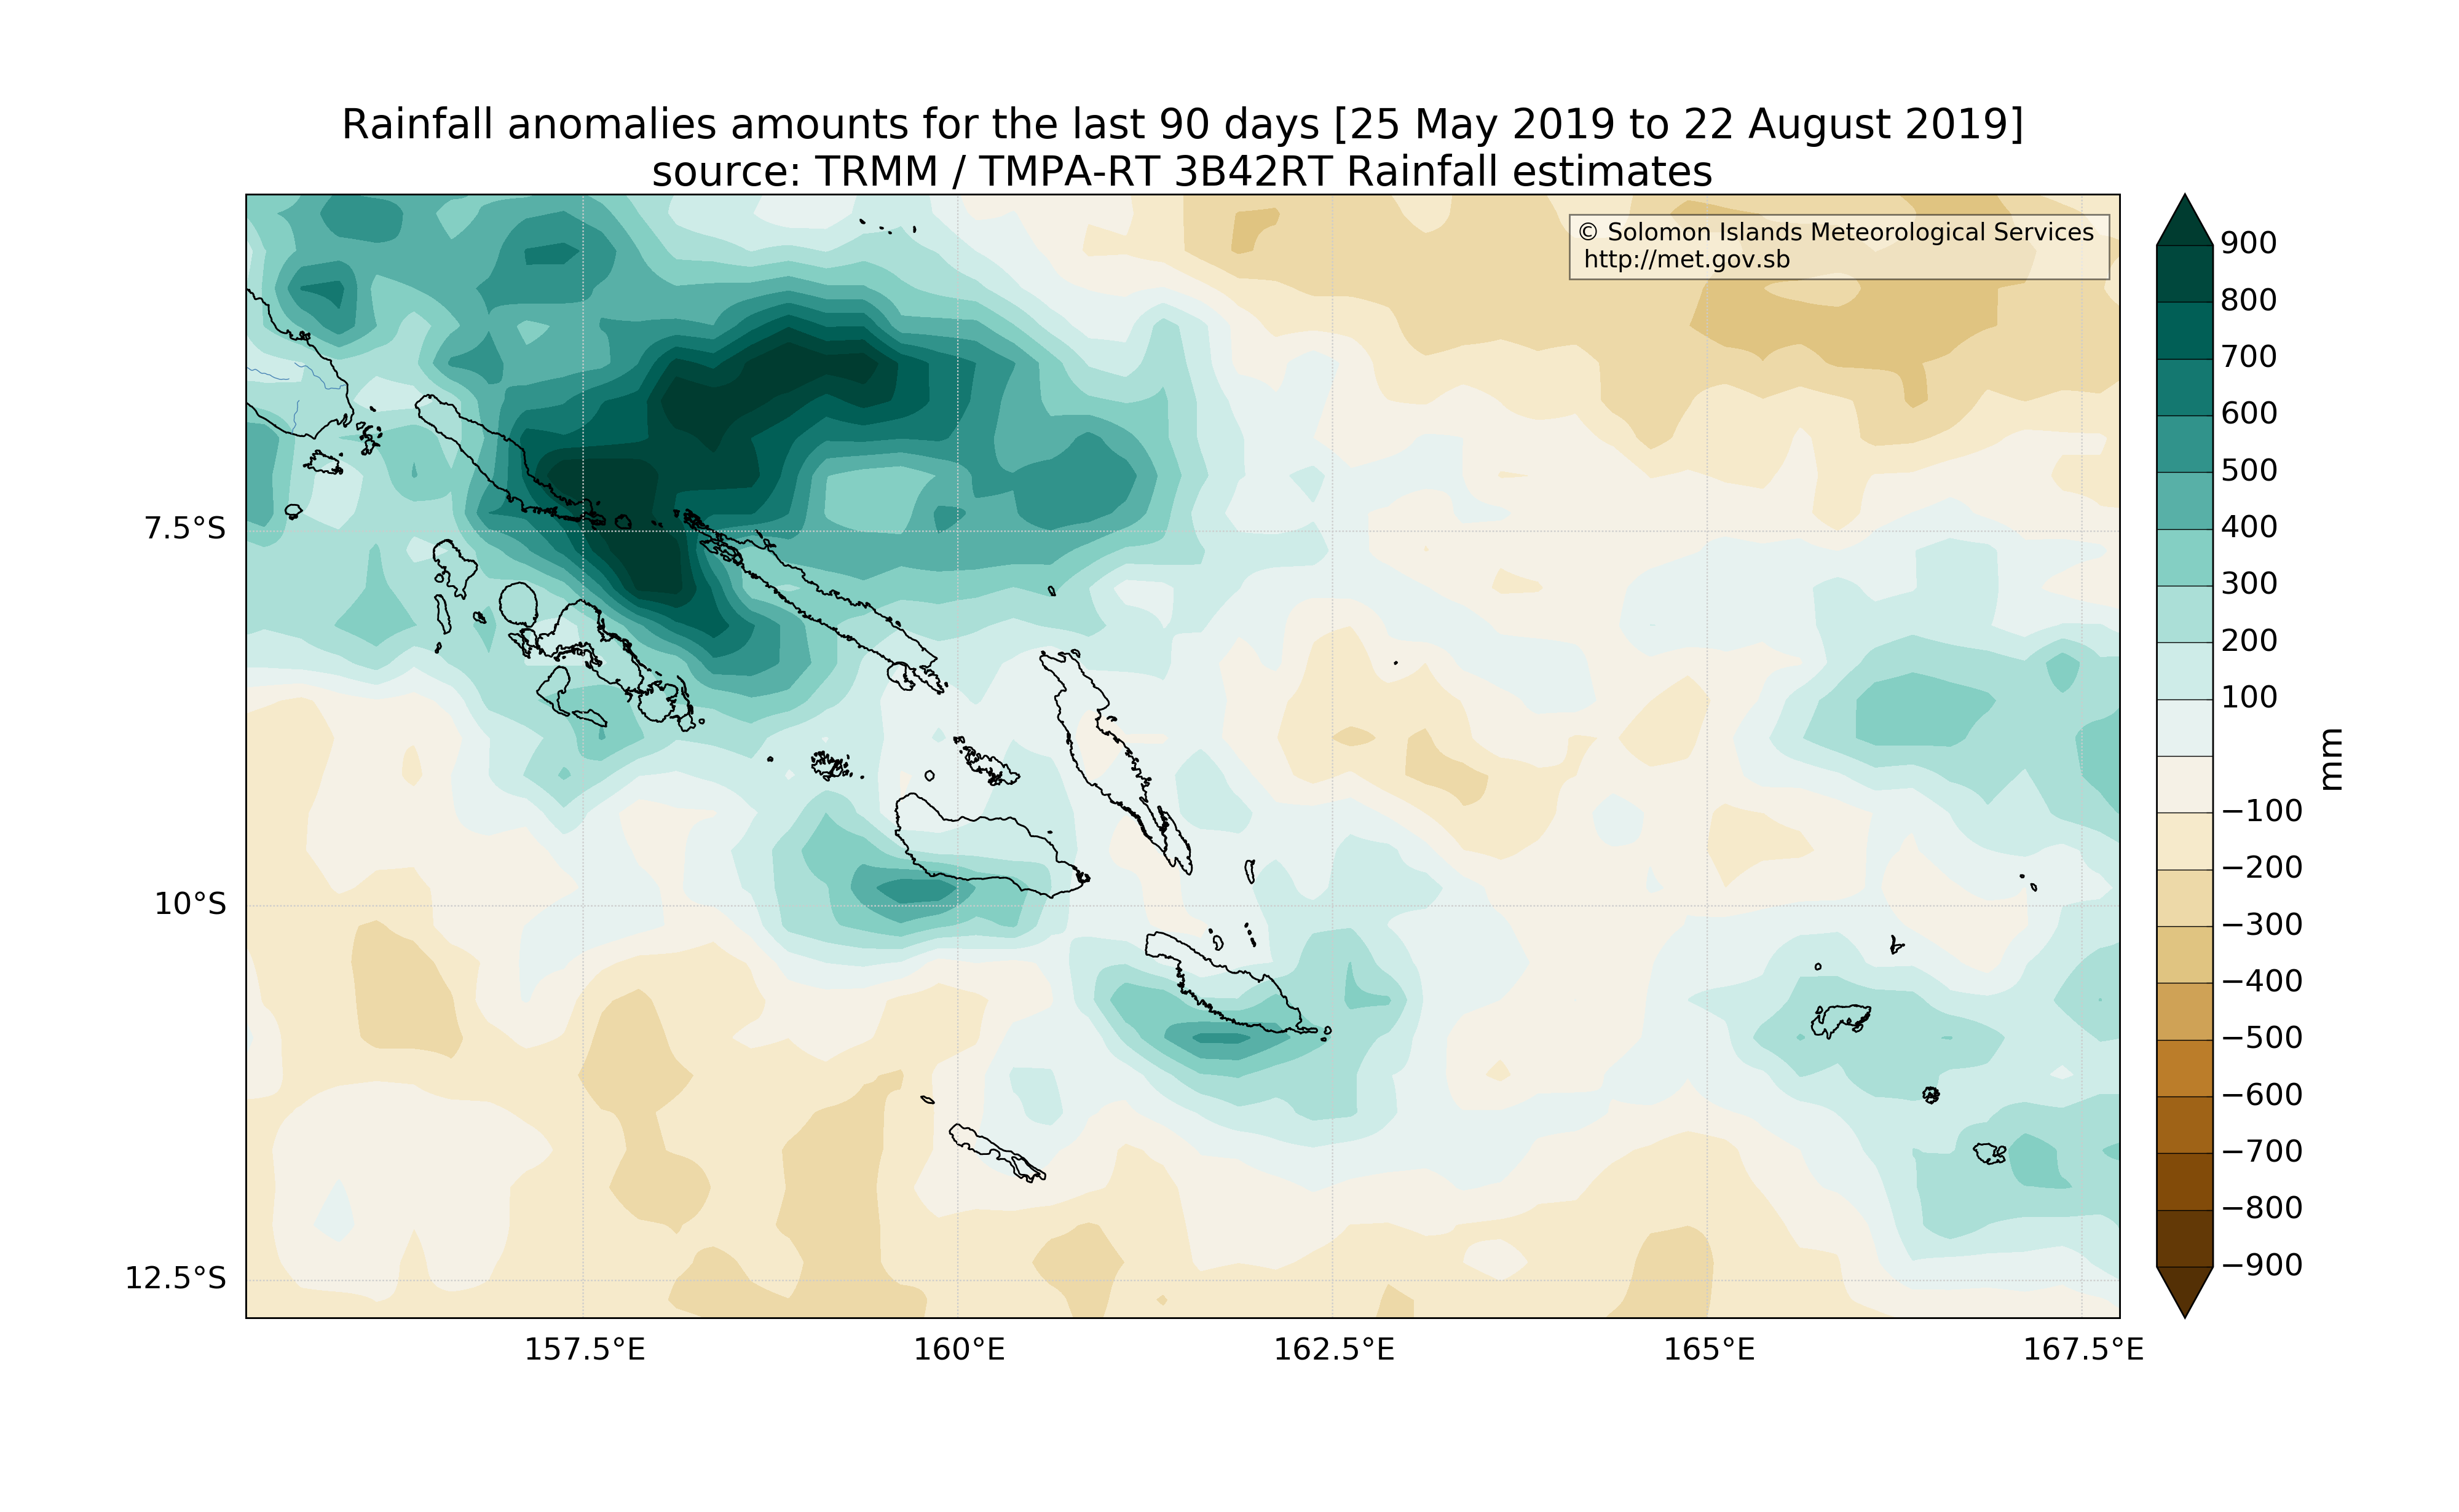 Rainfall anomalies amounts for the last 90 days [25 May 2019 to 22 August 2019]
source: TRMM / TMPA-RT 3B42RT Rainfall estimates
© Solomon Islands Meteorological Services
http://met.gov.sb
7.5°S
10°S
12.5°S
157.5°E
160°E
162.5°E
165°E
167.5°E
900
800
700
600
500
400
300
200
100
−100
−200
−300
−400
−500
−600
−700
−800
−900
mm